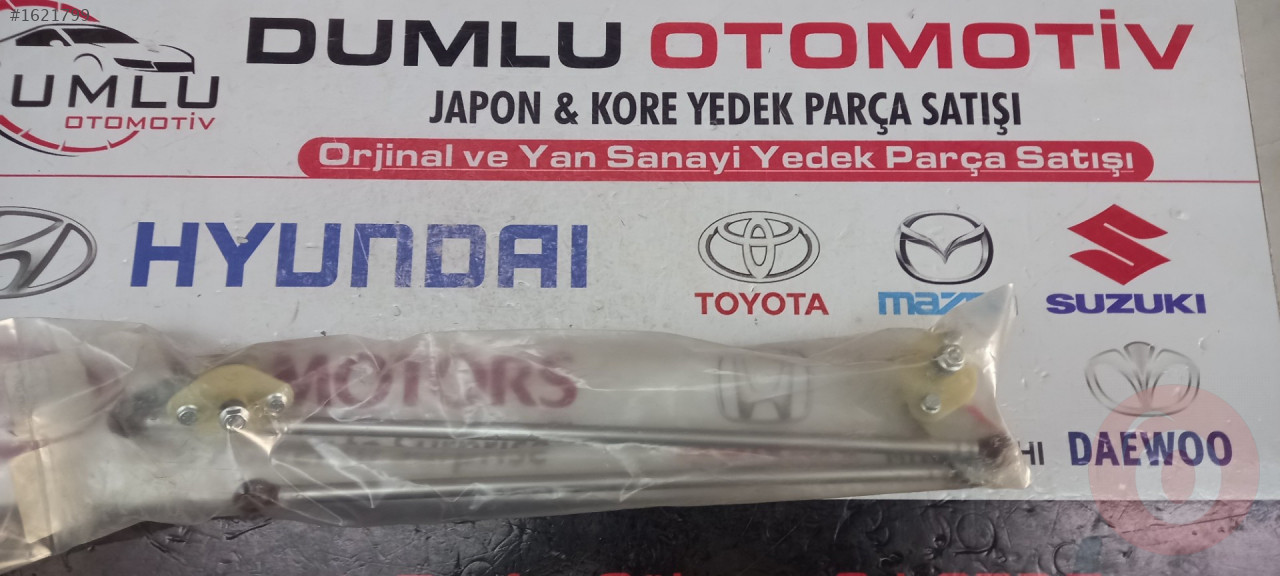 #1621799
DUMLU OTOMOTİV
UMLU
OTOMOTİV
JAPON & KORE YEDEK PARÇA SATIŞI
Orjinal ve Yan Sanayi Yedek Parça Satışı
HYUNDAI
TOYOTA
mazda
SUZUKI
MOTORS
HI
DAEWOO